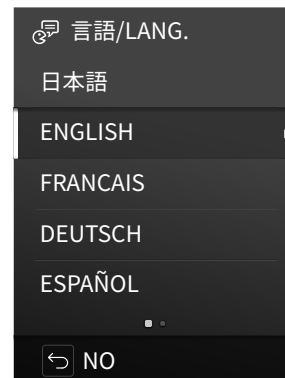 言語/LANG.
日本語
ENGLISH
FRANCAIS
DEUTSCH
ESPAÑOL
NO